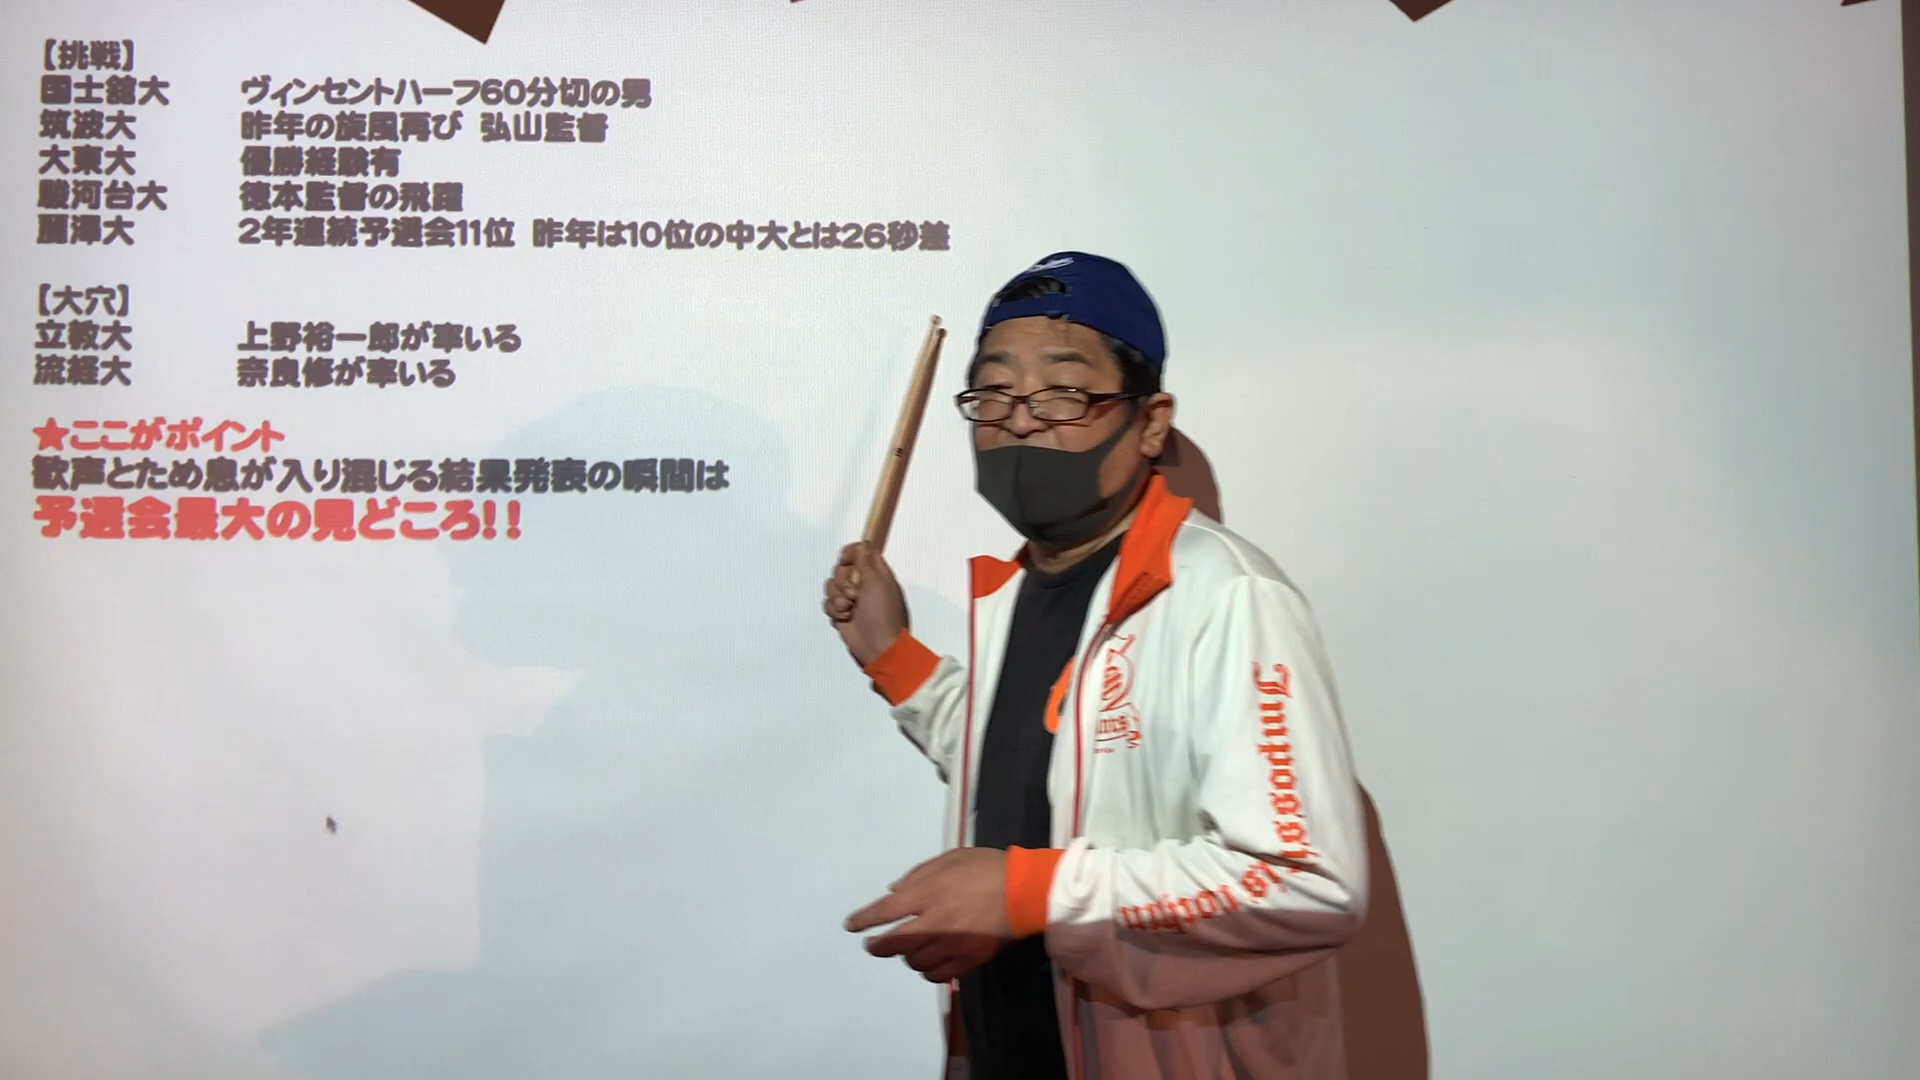 【挑戦】
国士舘大 ヴィンセントハーフ60分切の男
筑波大 昨年の旋風再び 弘山監督
大東大 優勝経験有
駿河台大 徳本監督の飛躍
麗澤大 2年連続予選会11位 昨年は10位の中大とは26秒差
【大穴】
立教大 上野裕一郎が率いる
流経大 奈良修が率いる
★ここがポイント
歓声とため息が入り混じる結果発表の瞬間は
予選会最大の見どころ!!
Impossi
is nothin